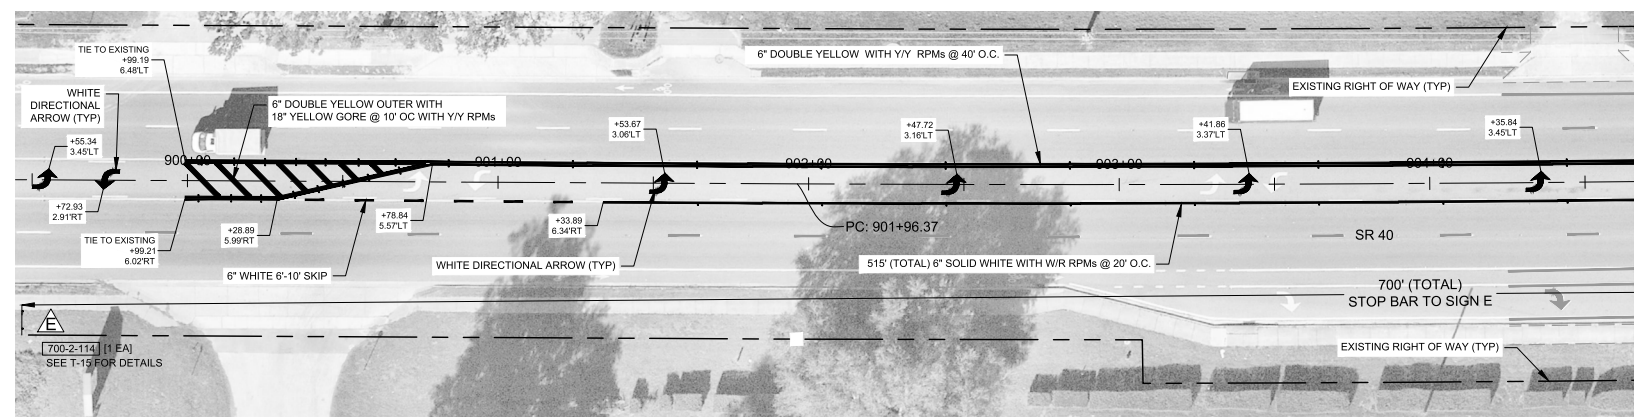 TIE TO EXISTING
+99.19
6.48'LT
6" DOUBLE YELLOW WITH Y/Y RPMs @ 40' O.C.
EXISTING RIGHT OF WAY (TYP)
WHITE
DIRECTIONAL
ARROW (TYP)
6" DOUBLE YELLOW OUTER WITH
18" YELLOW GORE @ 10' OC WITH Y/Y RPMs
+55.34
3.45'LT
+53.67
3.06'LT
+47.72
3.16'LT
+41.86
3.37'LT
+35.84
3.45'LT
900+00
901+00
902+00
903+00
904+00
+72.93
2.91'RT
+28.89
5.99'RT
+78.84
5.57'LT
+33.89
6.34'RT
PC: 901+96.37
SR 40
TIE TO EXISTING
+99.21
6.02'RT
6" WHITE 6'-10' SKIP
WHITE DIRECTIONAL ARROW (TYP)
515' (TOTAL) 6" SOLID WHITE WITH W/R RPMs @ 20' O.C.
700' (TOTAL)
STOP BAR TO SIGN E
E
700-2-114 [1 EA]
SEE T-15 FOR DETAILS
EXISTING RIGHT OF WAY (TYP)